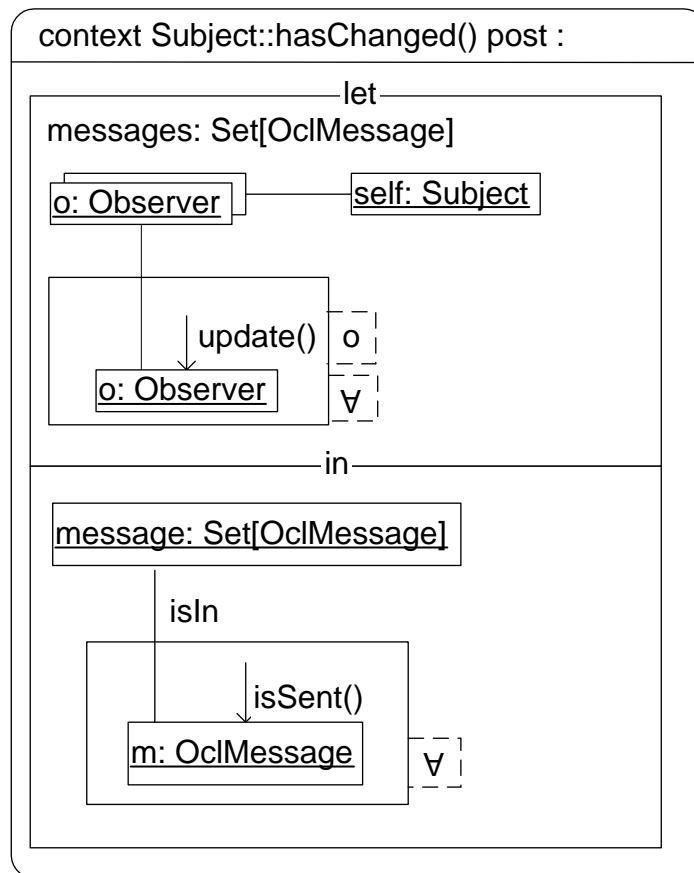 context Subject::hasChanged() post :
let
messages: Set[OclMessage]
o: Observer
self: Subject
update()
o
o: Observer
∀
in
message: Set[OclMessage]
isIn
isSent()
m: OclMessage
∀